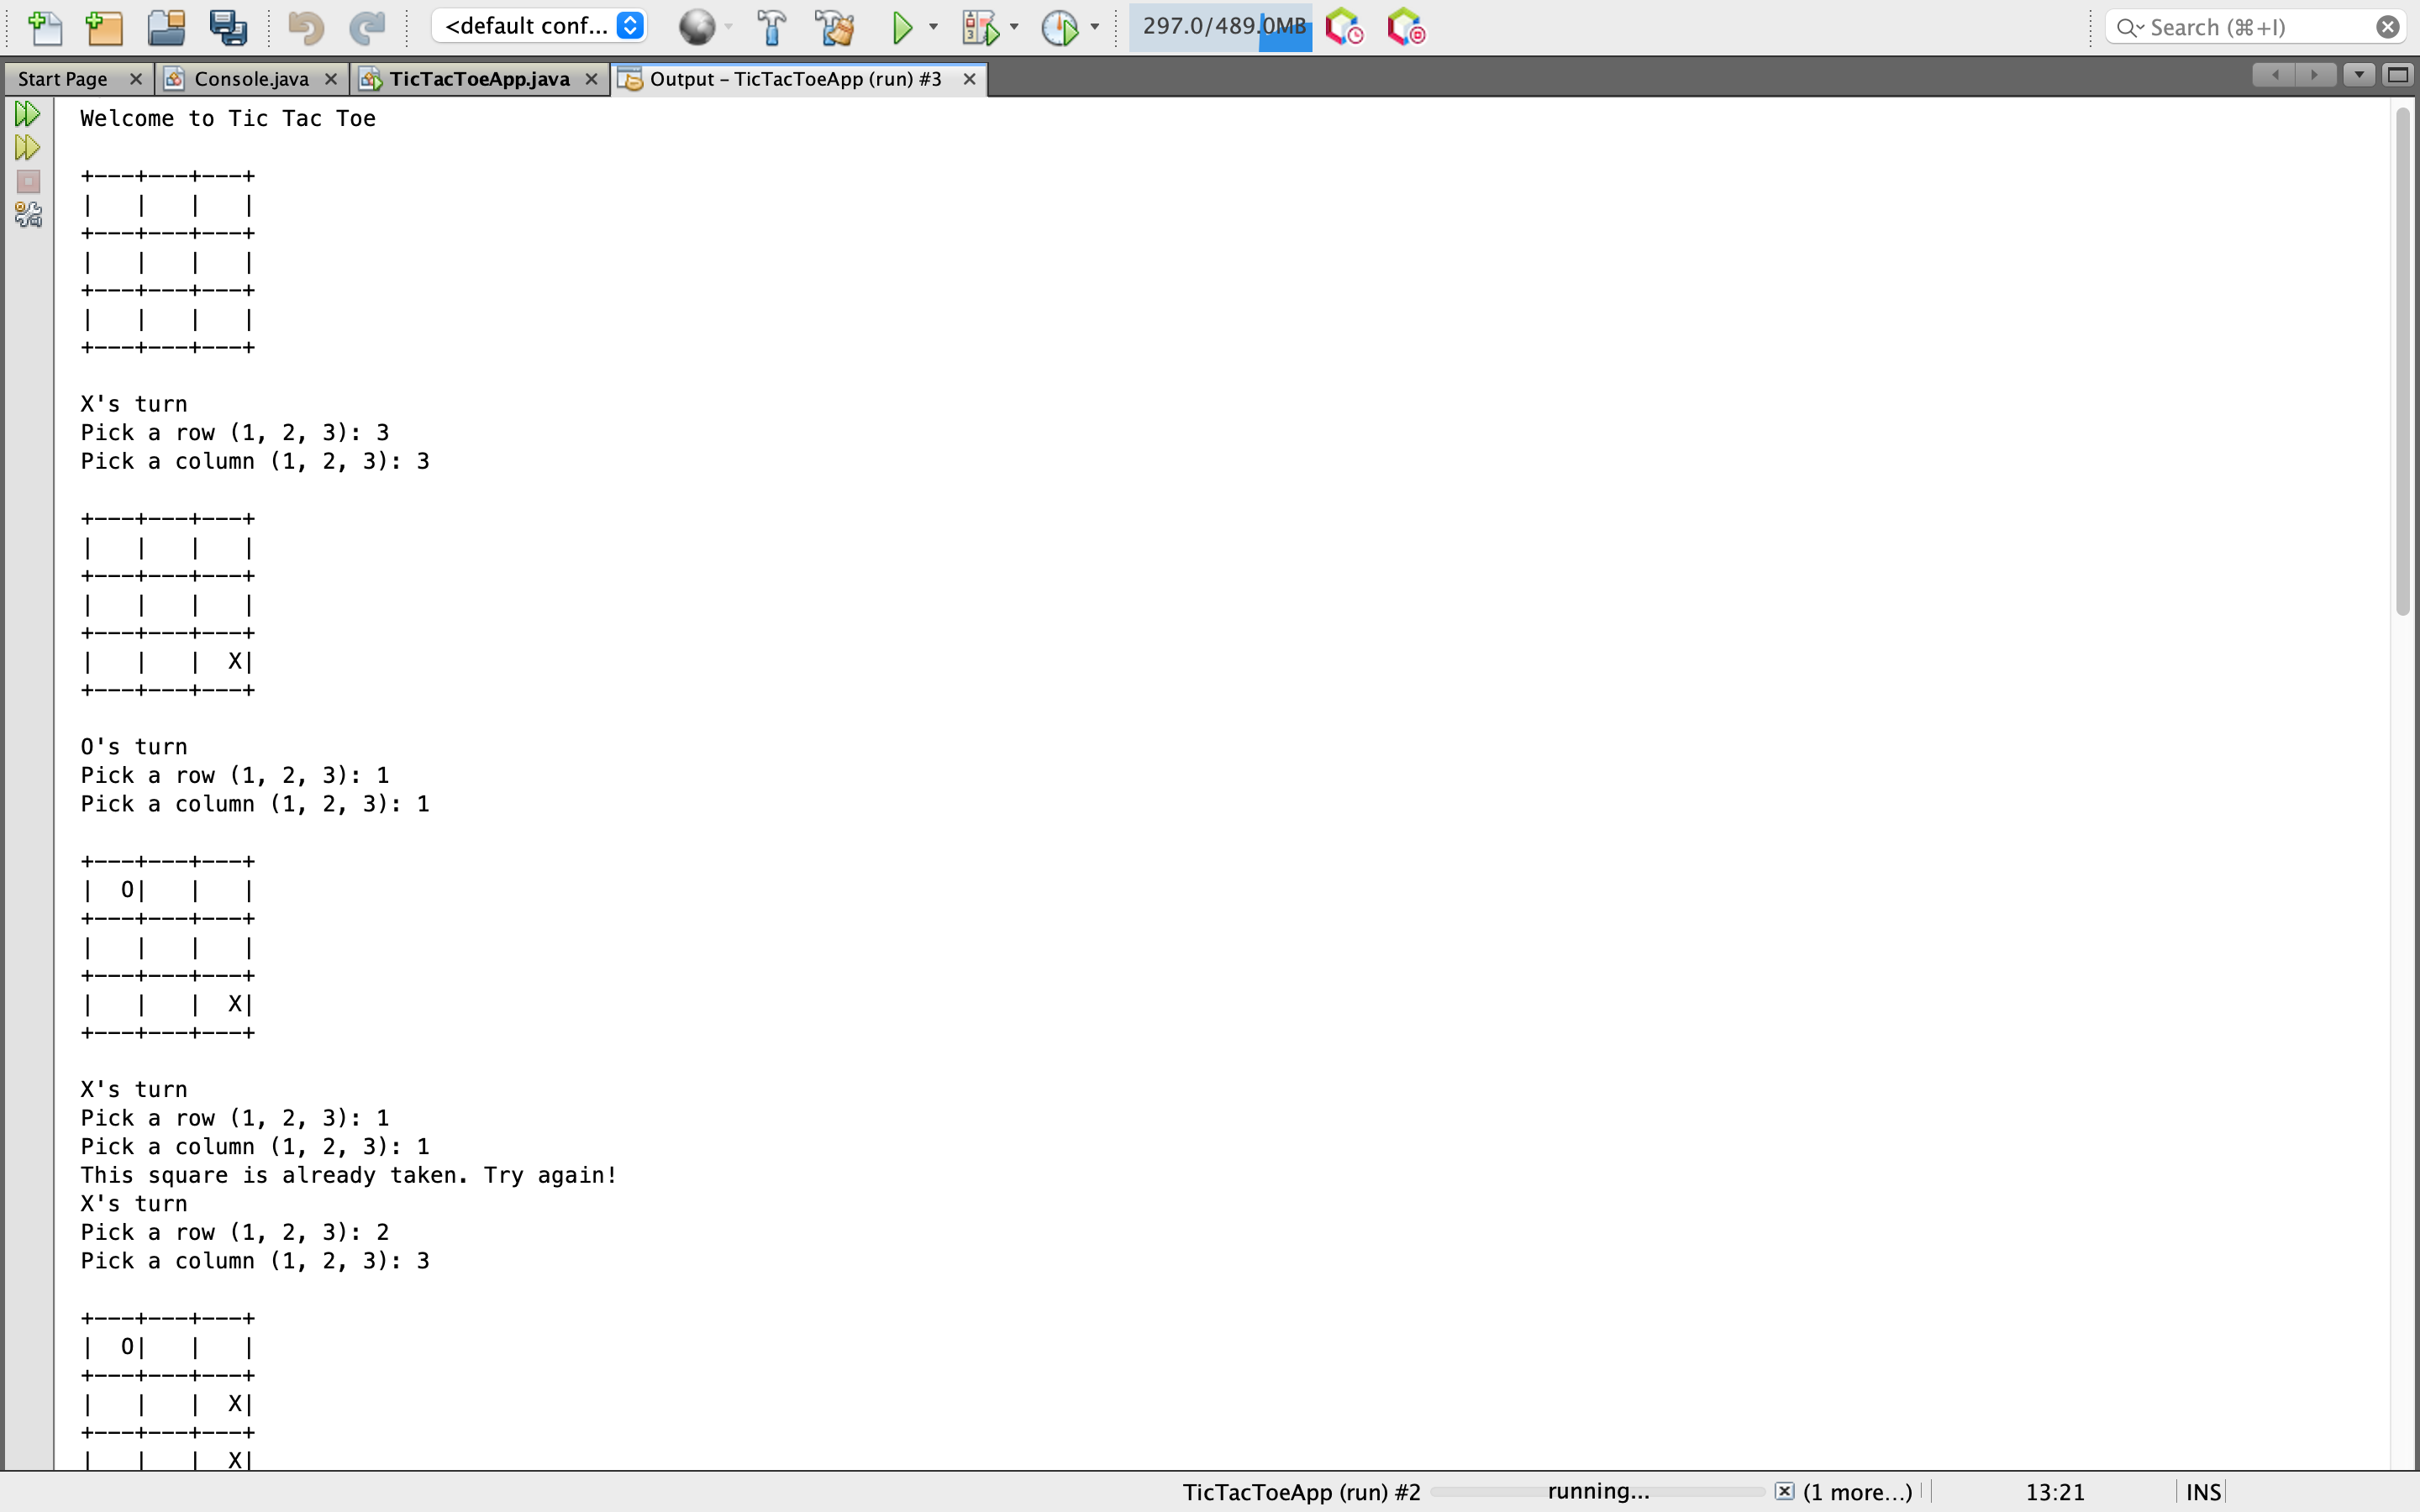 <default conf...
297.0/489.0MB
Search (⌘+I)
Start Page
Console.java
TicTacToeApp.java
Output – TicTacToeApp (run) #3
Welcome to Tic Tac Toe
+---+---+---+
|   |   |   |
+---+---+---+
|   |   |   |
+---+---+---+
|   |   |   |
+---+---+---+
X's turn
Pick a row (1, 2, 3): 3
Pick a column (1, 2, 3): 3
+---+---+---+
|   |   |   |
+---+---+---+
|   |   |   |
+---+---+---+
|   |   |  X|
+---+---+---+
O's turn
Pick a row (1, 2, 3): 1
Pick a column (1, 2, 3): 1
+---+---+---+
|  O|   |   |
+---+---+---+
|   |   |   |
+---+---+---+
|   |   |  X|
+---+---+---+
X's turn
Pick a row (1, 2, 3): 1
Pick a column (1, 2, 3): 1
This square is already taken. Try again!
X's turn
Pick a row (1, 2, 3): 2
Pick a column (1, 2, 3): 3
+---+---+---+
|  O|   |   |
+---+---+---+
|   |   |  X|
+---+---+---+
|   |   |  X|
TicTacToeApp (run) #2
running...
(1 more...)
13:21
INS